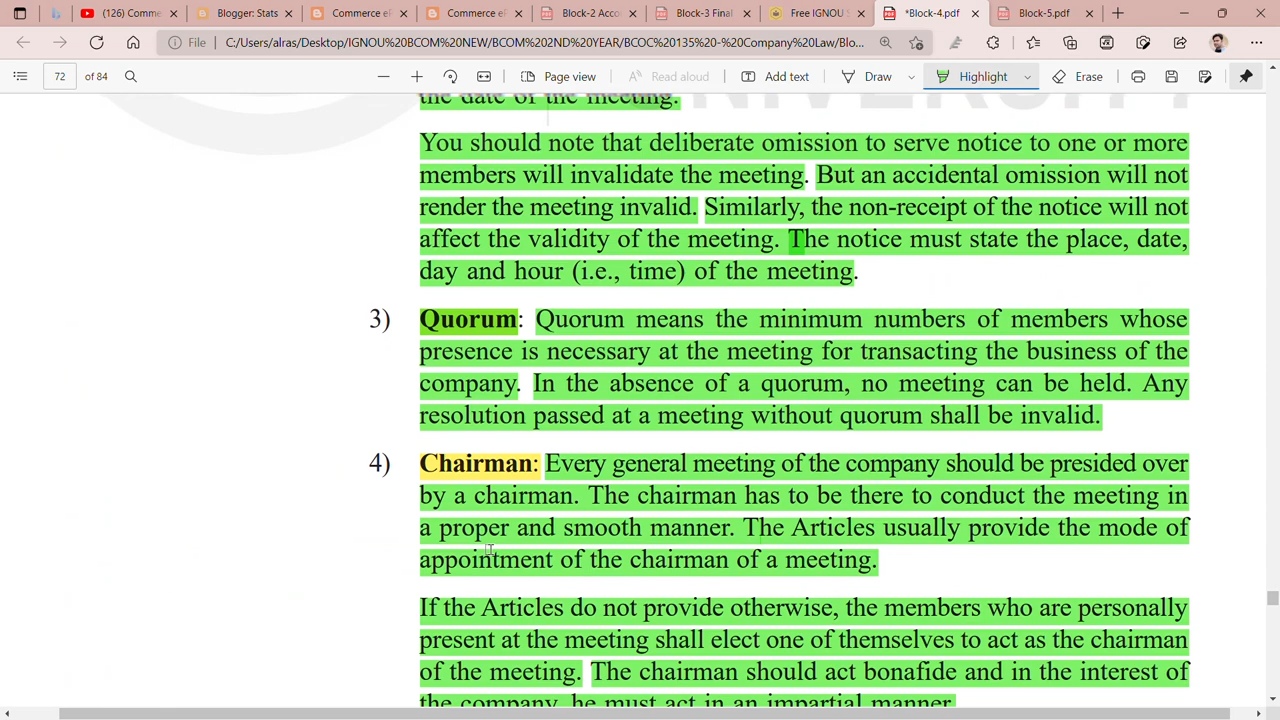 (126) Comme
Blogger: Stats
Commerce eF
Commerce eF
Block-2 Acco
Block-3 Final
Free IGNOU S
*Block-4.pdf
Block-5.pdf
File
C:/Users/alras/Desktop/IGNOU%20BCOM%20NEW/BCOM%202ND%20YEAR/BCOC%20135%20-%20Company%20Law/Blo...
72 of 84
Page view
Read aloud
Add text
Draw
Highlight
Erase
the date of the meeting.
UNIVERSITY
You should note that deliberate omission to serve notice to one or more
members will invalidate the meeting. But an accidental omission will not
render the meeting invalid. Similarly, the non-receipt of the notice will not
affect the validity of the meeting. The notice must state the place, date,
day and hour (i.e., time) of the meeting.
3) Quorum: Quorum means the minimum numbers of members whose
presence is necessary at the meeting for transacting the business of the
company. In the absence of a quorum, no meeting can be held. Any
resolution passed at a meeting without quorum shall be invalid.
4) Chairman: Every general meeting of the company should be presided over
by a chairman. The chairman has to be there to conduct the meeting in
a proper and smooth manner. The Articles usually provide the mode of
appointment of the chairman of a meeting.
If the Articles do not provide otherwise, the members who are personally
present at the meeting shall elect one of themselves to act as the chairman
of the meeting. The chairman should act bonafide and in the interest of
the company, he must act in an impartial manner.